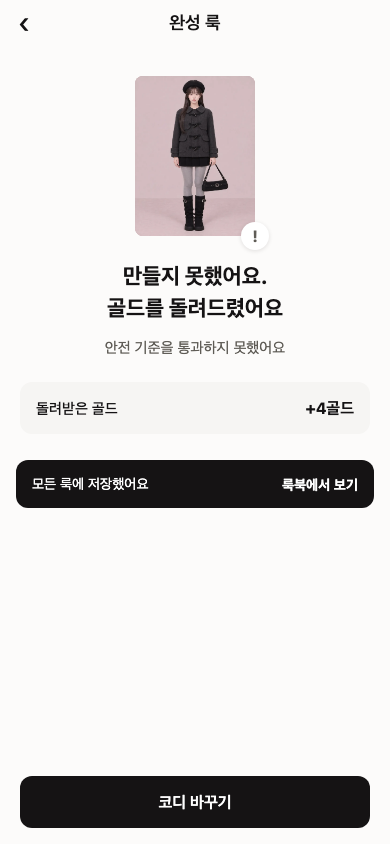 완성 룩
!
만들지 못했어요.
골드를 돌려드렸어요
안전 기준을 통과하지 못했어요
돌려받은 골드 +4골드
모든 룩에 저장했어요 룩북에서 보기
코디 바꾸기